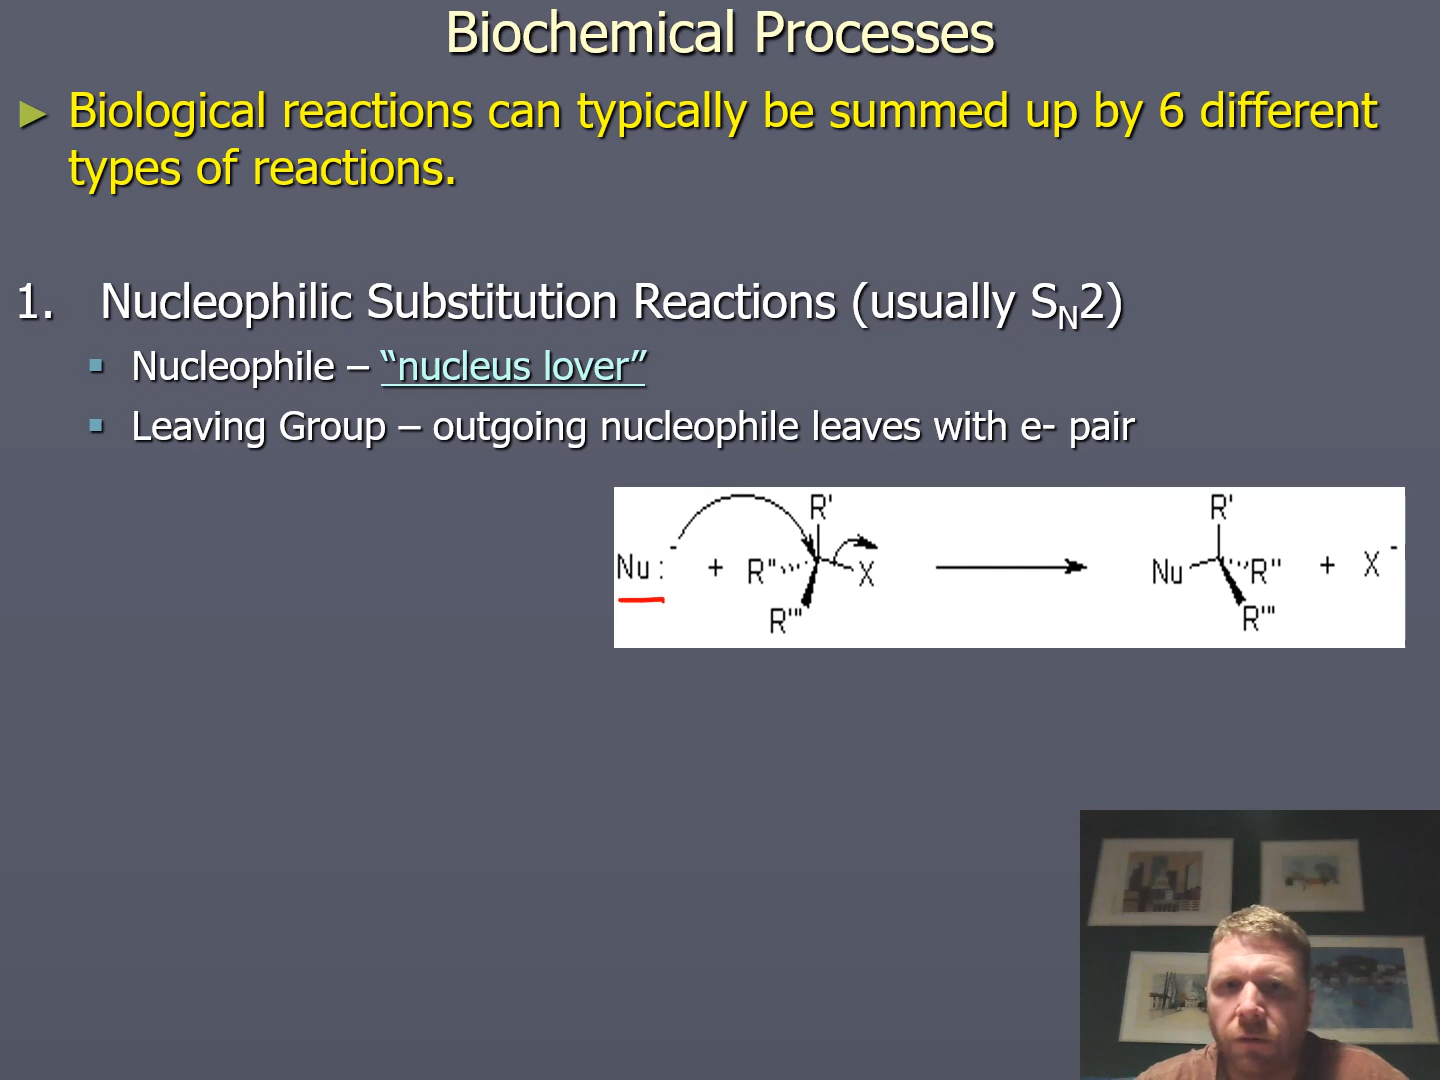 Biochemical Processes
► Biological reactions can typically be summed up by 6 different
types of reactions.
1. Nucleophilic Substitution Reactions (usually SN2)
▪ Nucleophile – “nucleus lover”
▪ Leaving Group – outgoing nucleophile leaves with e- pair
R' R'
Nu:- + R" X Nu R" + X-
R''' R'''